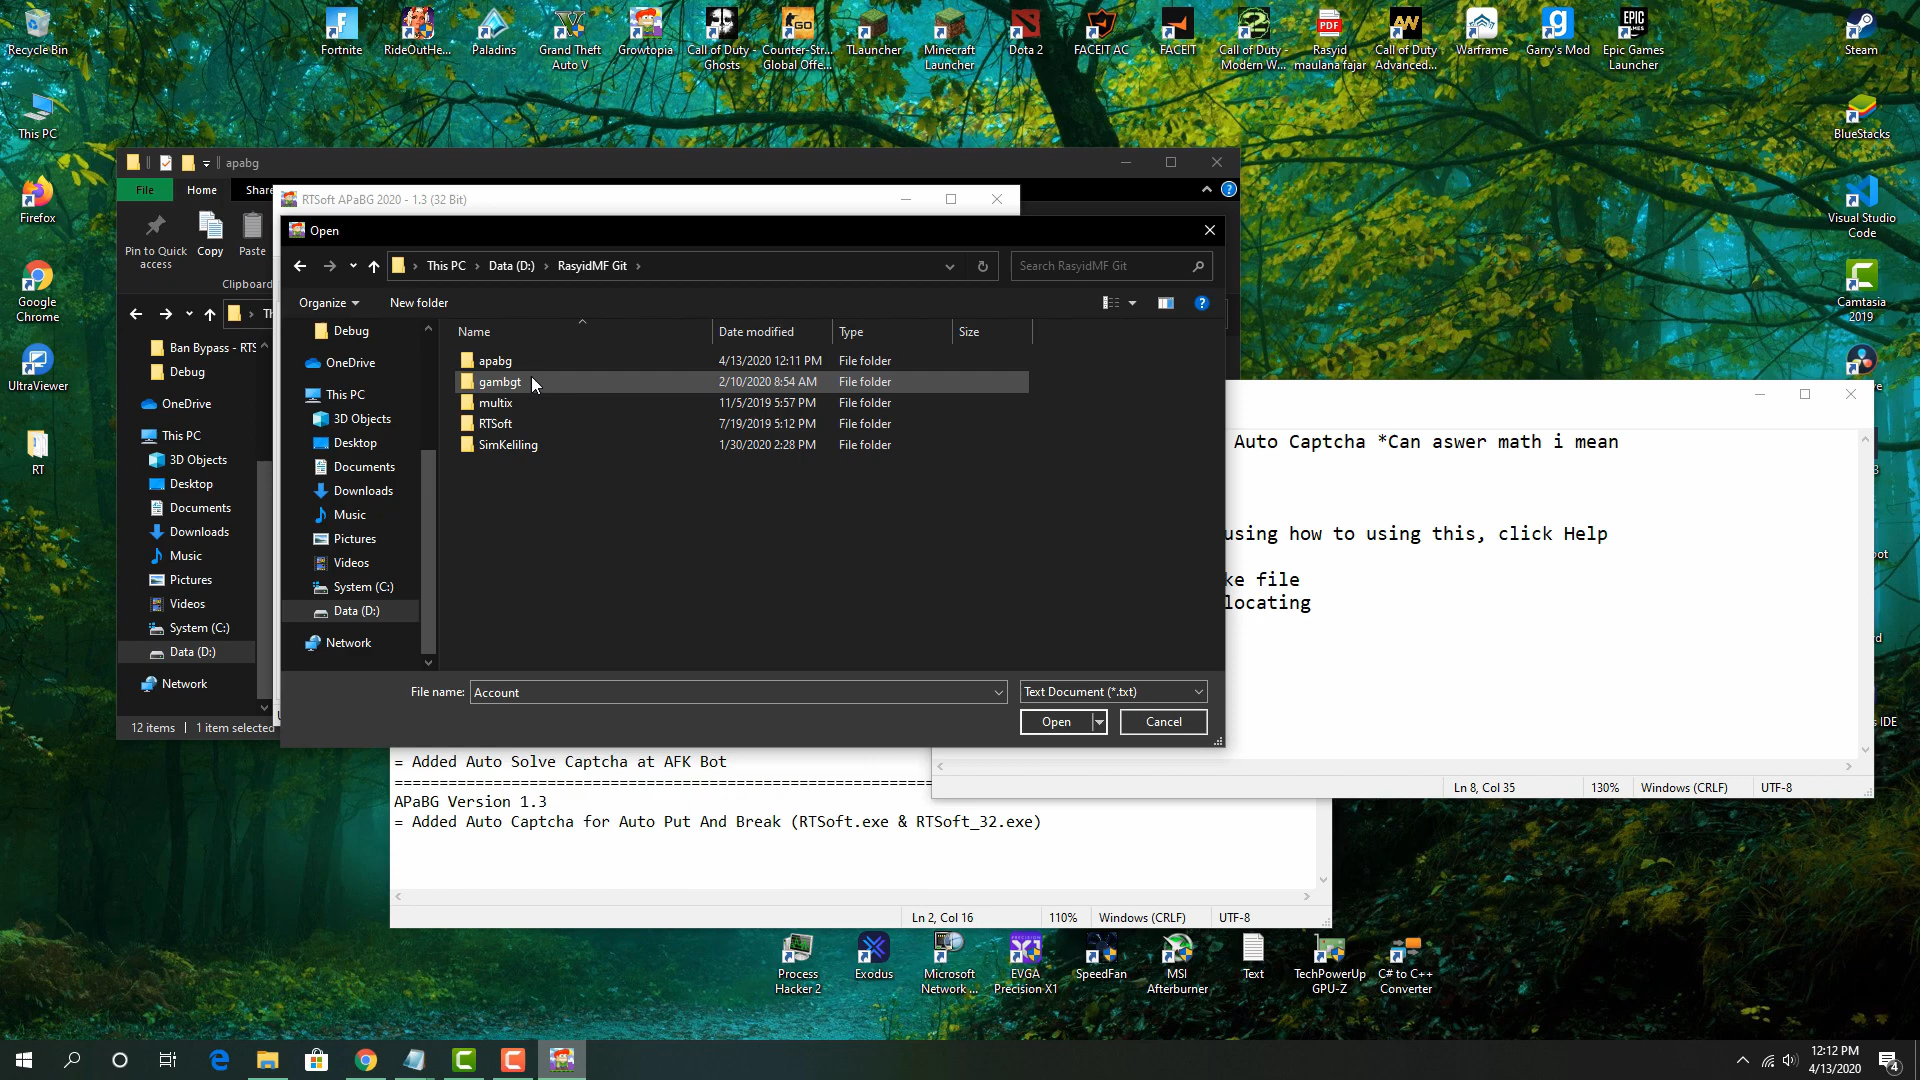 Recycle Bin
Fortnite
RideOutHe...
Paladins
Grand Theft
Auto V
Growtopia
Call of Duty -
Ghosts
Counter-Str...
Global Offe...
TLauncher
Minecraft
Launcher
Dota 2
FACEIT AC
FACEIT
Call of Duty -
Modern W...
PDF
Rasyid
maulana fajar
Call of Duty
Advanced...
Warframe
Garry's Mod
EPIC
GAMES
Epic Games
Launcher
Steam
This PC
BlueStacks
apabg
File
Home
Share
RTSoft APaBG 2020 - 1.3 (32 Bit)
Firefox
Visual Studio
Code
Pin to Quick
access
Copy
Paste
Clipboard
Open
This PC
Data (D:)
RasyidMF Git
Search RasyidMF Git
Google
Chrome
Camtasia
2019
Organize
New folder
Th
Name
Date modified
Type
Size
Ban Bypass - RTS
Debug
UltraViewer
Debug
OneDrive
This PC
3D Objects
Desktop
Documents
Downloads
Music
Pictures
Videos
System (C:)
Data (D:)
Network
apabg 4/13/2020 12:11 PM File folder
gambgt 2/10/2020 8:54 AM File folder
multix 11/5/2019 5:57 PM File folder
RTSoft 7/19/2019 5:12 PM File folder
SimKeliling 1/30/2020 2:28 PM File folder
OneDrive
This PC
3D Objects
Desktop
Documents
Downloads
Music
Pictures
Videos
System (C:)
Data (D:)
Network
RT
Auto Captcha *Can aswer math i mean
using how to using this, click Help
ke file
locating
File name:
Account
Text Document (*.txt)
Open
Cancel
12 items
1 item selected
s IDE
= Added Auto Solve Captcha at AFK Bot
APaBG Version 1.3
= Added Auto Captcha for Auto Put And Break (RTSoft.exe & RTSoft_32.exe)
Ln 8, Col 35
130%
Windows (CRLF)
UTF-8
Ln 2, Col 16
110%
Windows (CRLF)
UTF-8
Process
Hacker 2
Exodus
Microsoft
Network ...
EVGA
Precision X1
SpeedFan
MSI
Afterburner
Text
TechPowerUp
GPU-Z
C# to C++
Converter
12:12 PM
4/13/2020
4